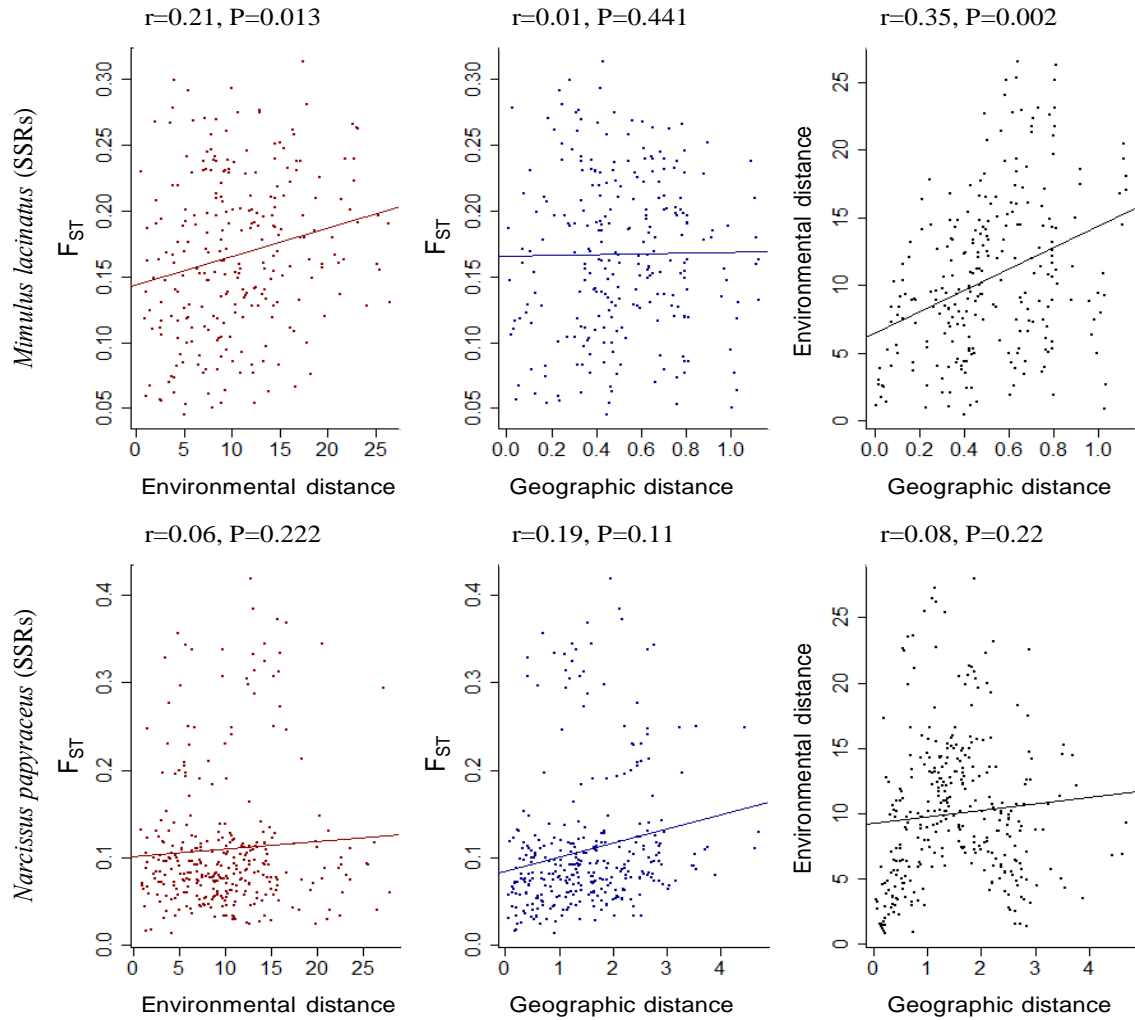 r=0.21, P=0.013
r=0.01, P=0.441
r=0.35, P=0.002
Mimulus lacinatus (SSRs)
FST
0.05 0.10 0.15 0.20 0.25 0.30
0 5 10 15 20 25
Environmental distance
FST
0.05 0.10 0.15 0.20 0.25 0.30
0.0 0.2 0.4 0.6 0.8 1.0
Geographic distance
Environmental distance
0 5 10 15 20 25
0.0 0.2 0.4 0.6 0.8 1.0
Geographic distance
r=0.06, P=0.222
r=0.19, P=0.11
r=0.08, P=0.22
Narcissus papyraceus (SSRs)
FST
0.0 0.1 0.2 0.3 0.4
0 5 10 15 20 25
Environmental distance
FST
0.0 0.1 0.2 0.3 0.4
0 1 2 3 4
Geographic distance
Environmental distance
0 5 10 15 20 25
0 1 2 3 4
Geographic distance